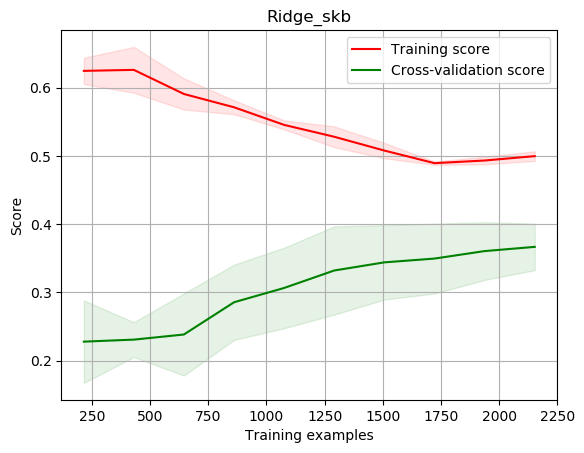 Ridge_skb
Training score
Cross-validation score
0.6
0.5
0.4
0.3
0.2
Score
250
500
750
1000
1250
1500
1750
2000
2250
Training examples